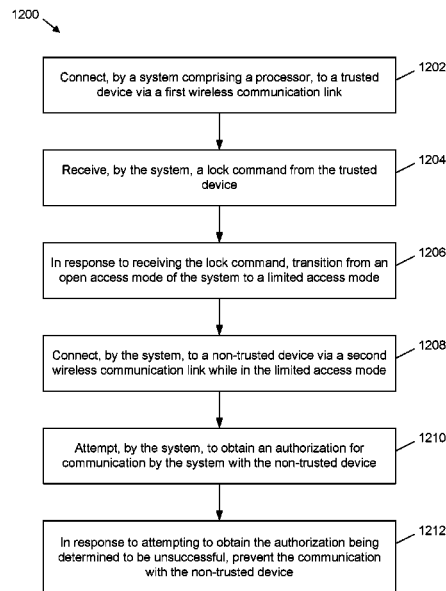 1200
Connect, by a system comprising a processor, to a trusted
device via a first wireless communication link
1202
Receive, by the system, a lock command from the trusted
device
1204
In response to receiving the lock command, transition from an
open access mode of the system to a limited access mode
1206
Connect, by the system, to a non-trusted device via a second
wireless communication link while in the limited access mode
1208
Attempt, by the system, to obtain an authorization for
communication by the system with the non-trusted device
1210
In response to attempting to obtain the authorization being
determined to be unsuccessful, prevent the communication
with the non-trusted device
1212